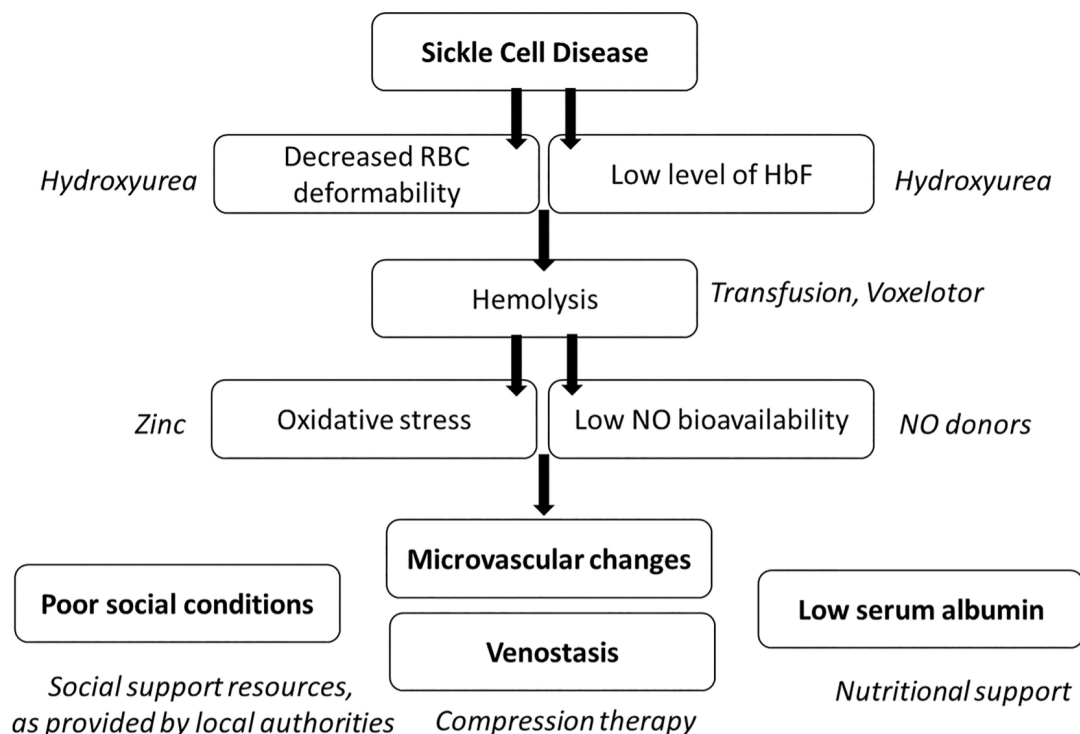 Sickle Cell Disease
Hydroxyurea
Decreased RBC
deformability
Low level of HbF
Hydroxyurea
Hemolysis
Transfusion, Voxelotor
Zinc
Oxidative stress
Low NO bioavailability
NO donors
Microvascular changes
Poor social conditions
Low serum albumin
Venostasis
Social support resources,
as provided by local authorities
Compression therapy
Nutritional support